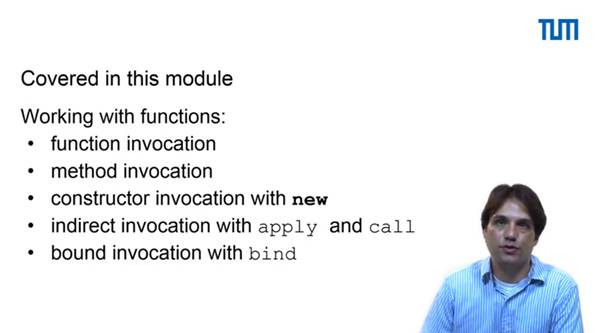 TUM
Covered in this module
Working with functions:
• function invocation
• method invocation
• constructor invocation with new
• indirect invocation with apply and call
• bound invocation with bind